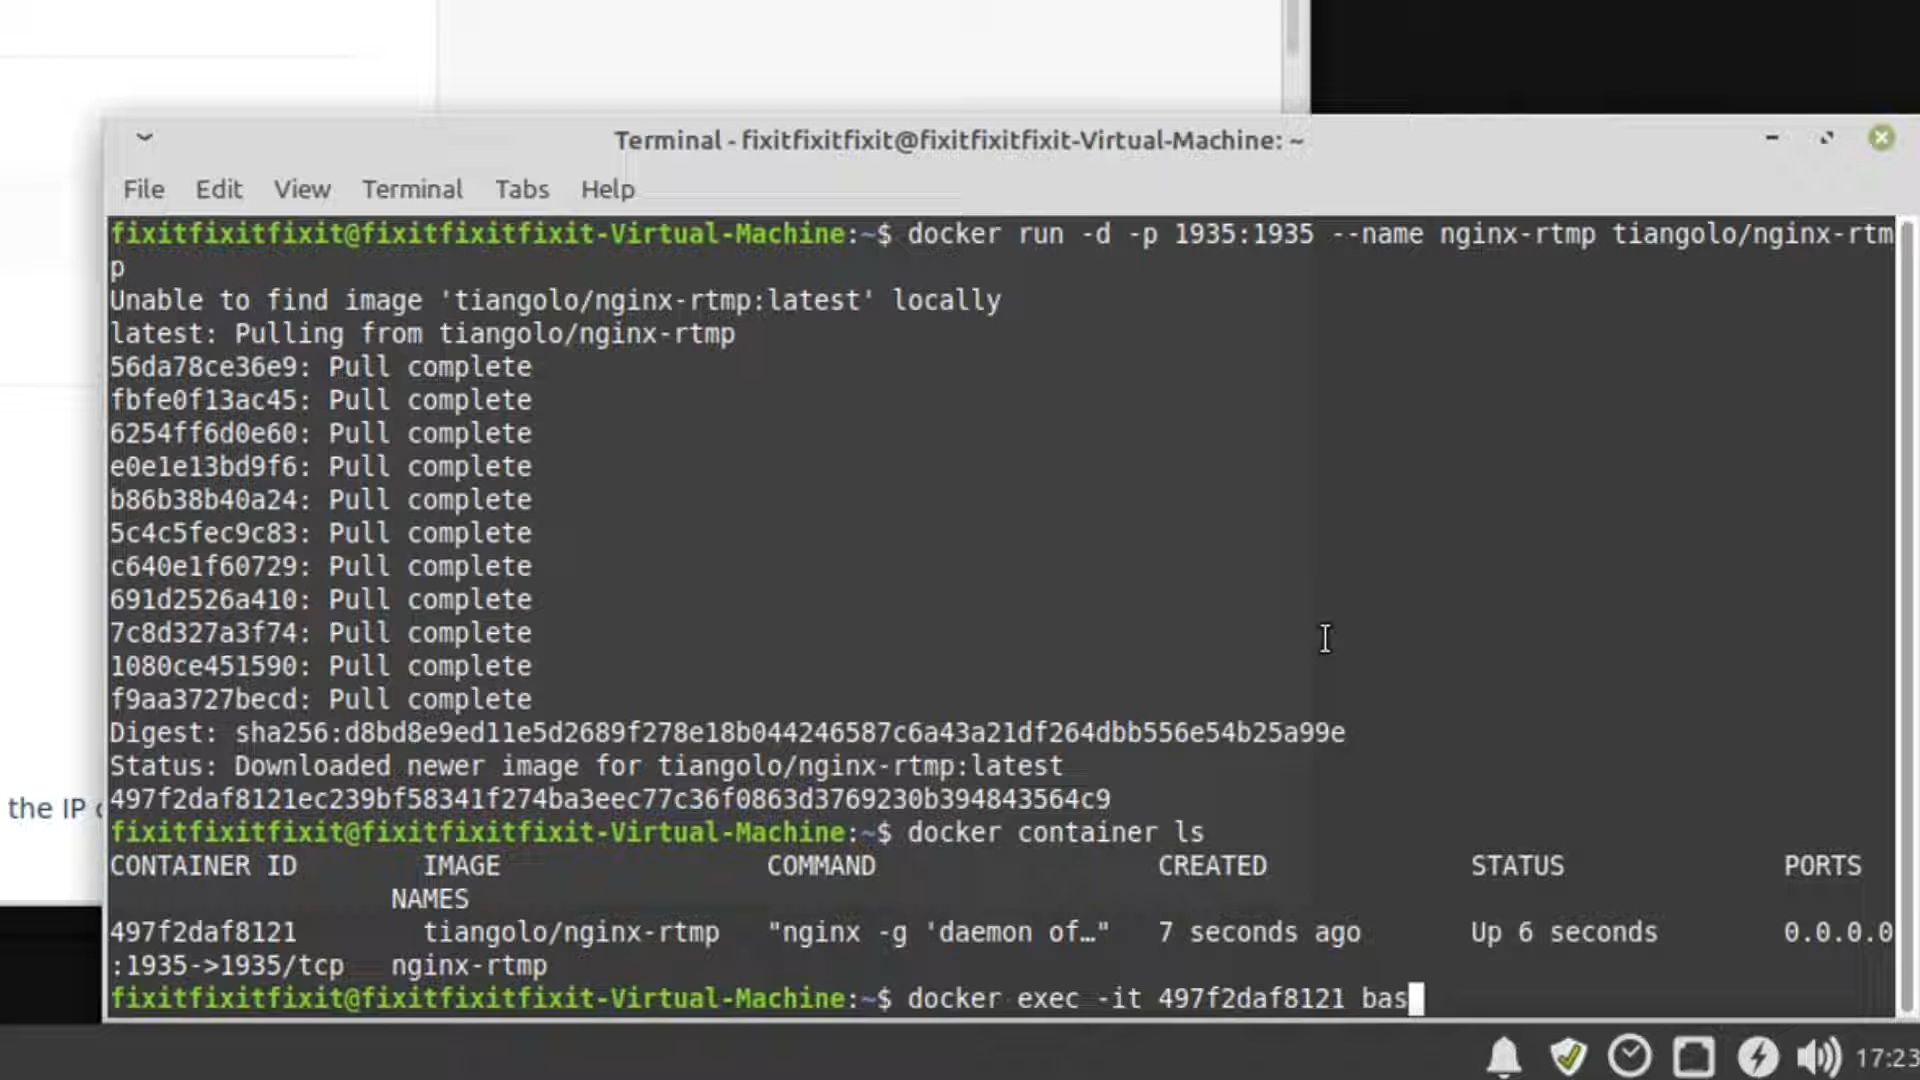 Terminal - fixitfixitfixit@fixitfixitfixit-Virtual-Machine: ~
File Edit View Terminal Tabs Help
fixitfixitfixit@fixitfixitfixit-Virtual-Machine:~$ docker run -d -p 1935:1935 --name nginx-rtmp tiangolo/nginx-rtm
p
Unable to find image 'tiangolo/nginx-rtmp:latest' locally
latest: Pulling from tiangolo/nginx-rtmp
56da78ce36e9: Pull complete
fbfe0f13ac45: Pull complete
6254ff6d0e60: Pull complete
e0e1e13bd9f6: Pull complete
b86b38b40a24: Pull complete
5c4c5fec9c83: Pull complete
c640e1f60729: Pull complete
691d2526a410: Pull complete
7c8d327a3f74: Pull complete
1080ce451590: Pull complete
f9aa3727becd: Pull complete
Digest: sha256:d8bd8e9ed11e5d2689f278e18b044246587c6a43a21df264dbb556e54b25a99e
Status: Downloaded newer image for tiangolo/nginx-rtmp:latest
the IP
497f2daf8121ec239bf58341f274ba3eec77c36f0863d3769230b394843564c9
fixitfixitfixit@fixitfixitfixit-Virtual-Machine:~$ docker container ls
CONTAINER ID IMAGE COMMAND CREATED STATUS PORTS
NAMES
497f2daf8121 tiangolo/nginx-rtmp "nginx -g 'daemon of…" 7 seconds ago Up 6 seconds 0.0.0.0
:1935->1935/tcp nginx-rtmp
fixitfixitfixit@fixitfixitfixit-Virtual-Machine:~$ docker exec -it 497f2daf8121 bas
17:23